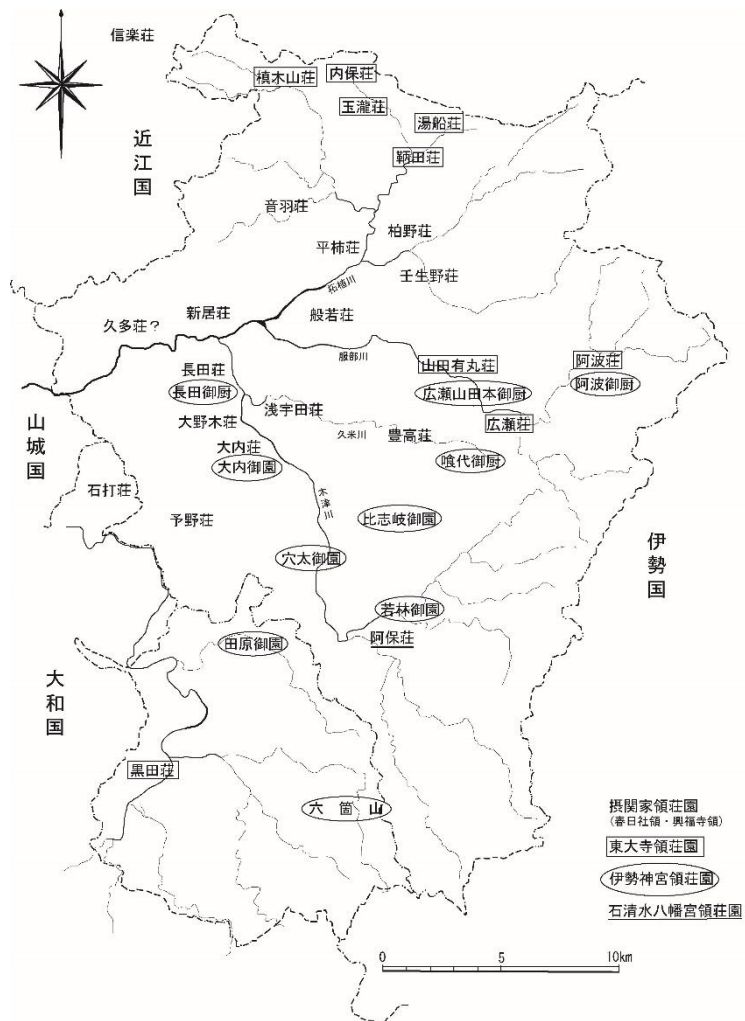 信楽荘
槙木山荘
内保荘
玉瀧荘
湯船荘
鞆田荘
近江国
音羽荘
柏野荘
平柿荘
壬生野荘
柘植川
新居荘
般若荘
久多荘？
服部川
長田荘
長田御厨
山田有丸荘
阿波荘
阿波御厨
広瀬山田本御厨
浅宇田荘
大野木荘
広瀬荘
久米川
豊高荘
山城国
大内荘
大内御園
喰代御厨
石打荘
木津川
予野荘
比志岐御園
伊勢国
穴太御園
若林御園
田原御園
阿保荘
大和国
黒田荘
六箇山
摂関家領荘園
（春日社領・興福寺領）
東大寺領荘園
伊勢神宮領荘園
石清水八幡宮領荘園
0 5 10km